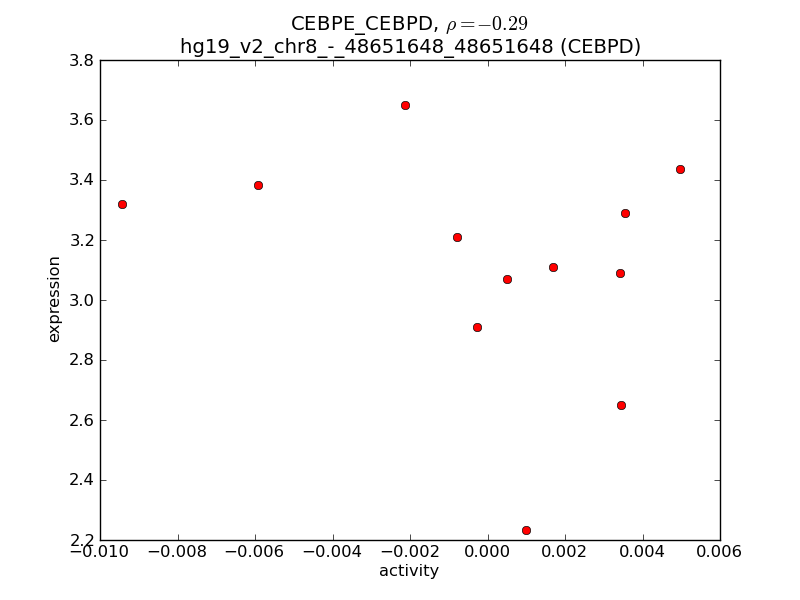 CEBPE_CEBPD, ρ = −0.29
hg19_v2_chr8_-_48651648_48651648 (CEBPD)
3.8
3.6
3.4
3.2
3.0
2.8
2.6
2.4
2.2
expression
−0.010 −0.008 −0.006 −0.004 −0.002 0.000 0.002 0.004 0.006
activity